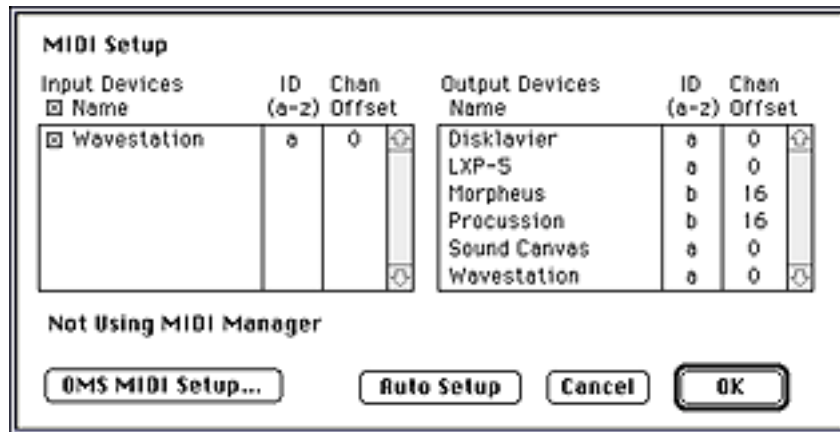 MIDI Setup
Input Devices ID Chan
Name (a-z) Offset
Wavestation a 0
Output Devices ID Chan
Name (a-z) Offset
Disklavier a 0
LXP-5 a 0
Morpheus b 16
Procussion b 16
Sound Canvas a 0
Wavestation a 0
Not Using MIDI Manager
OMS MIDI Setup...
Auto Setup
Cancel
OK